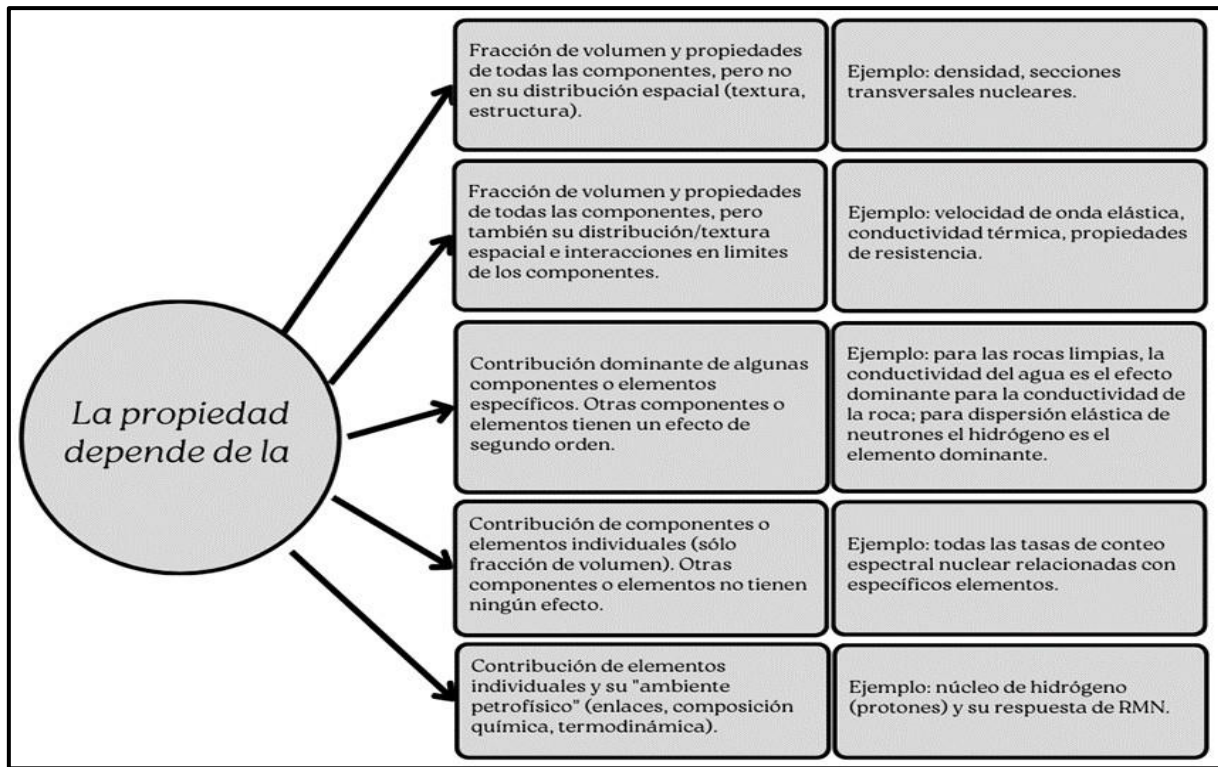 La propiedad
depende de la
Fracción de volumen y propiedades
de todas las componentes, pero no
en su distribución espacial (textura,
estructura).
Ejemplo: densidad, secciones
transversales nucleares.
Fracción de volumen y propiedades
de todas las componentes, pero
también su distribución/textura
espacial e interacciones en limites
de los componentes.
Ejemplo: velocidad de onda elástica,
conductividad térmica, propiedades
de resistencia.
Contribución dominante de algunas
componentes o elementos
específicos. Otras componentes o
elementos tienen un efecto de
segundo orden.
Ejemplo: para las rocas limpias, la
conductividad del agua es el efecto
dominante para la conductividad de
la roca; para dispersión elástica de
neutrones el hidrógeno es el
elemento dominante.
Contribución de componentes o
elementos individuales (sólo
fracción de volumen). Otras
componentes o elementos no tienen
ningún efecto.
Ejemplo: todas las tasas de conteo
espectral nuclear relacionadas con
específicos elementos.
Contribución de elementos
individuales y su "ambiente
petrofísico" (enlaces, composición
química, termodinámica).
Ejemplo: núcleo de hidrógeno
(protones) y su respuesta de RMN.